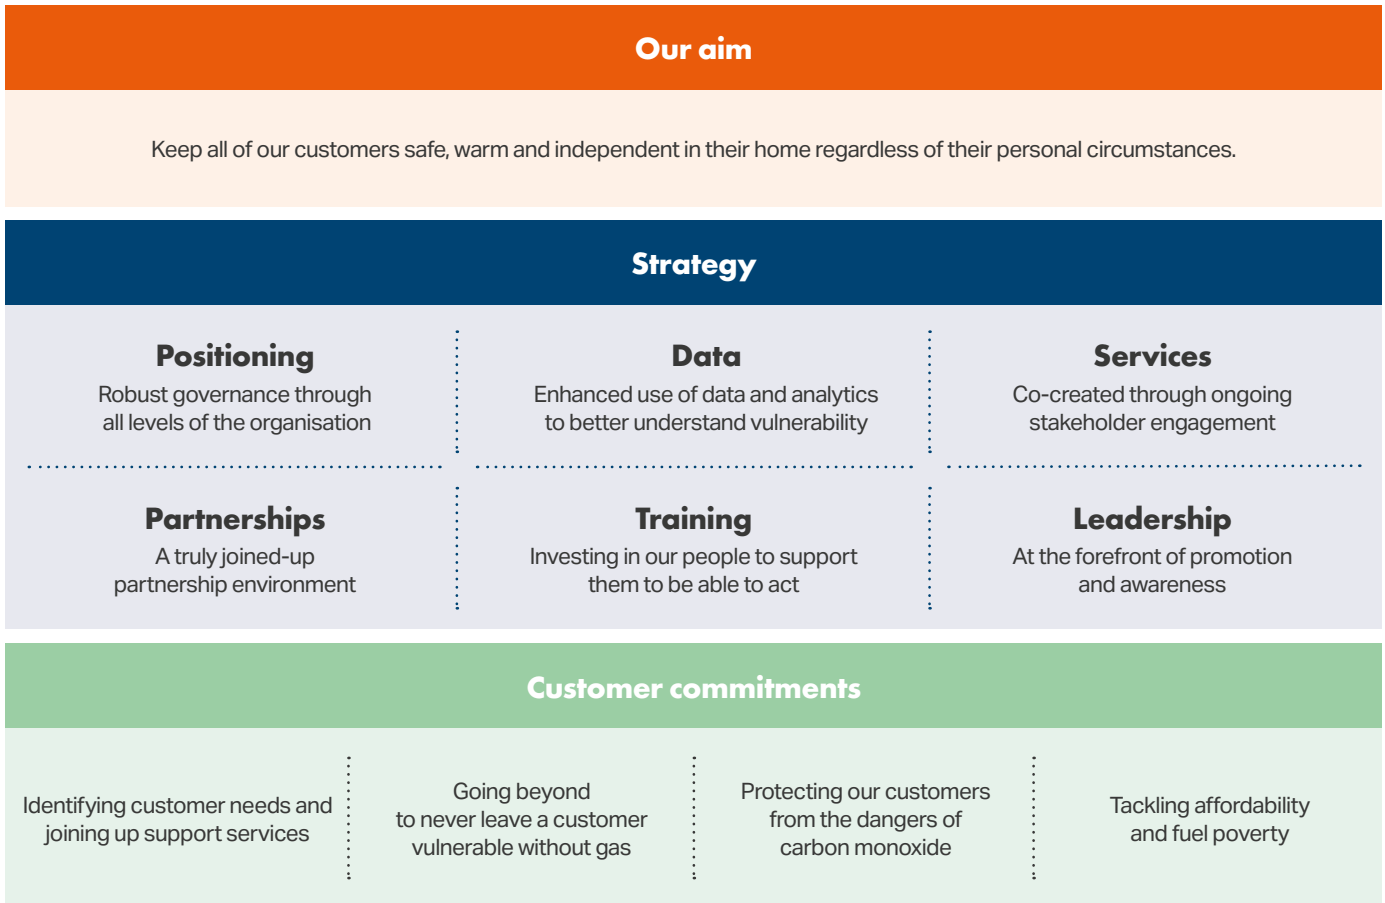 Our aim
Keep all of our customers safe, warm and independent in their home regardless of their personal circumstances.
Strategy
Positioning
Robust governance through
all levels of the organisation
Data
Enhanced use of data and analytics
to better understand vulnerability
Services
Co-created through ongoing
stakeholder engagement
Partnerships
A truly joined-up
partnership environment
Training
Investing in our people to support
them to be able to act
Leadership
At the forefront of promotion
and awareness
Customer commitments
Identifying customer needs and
joining up support services
Going beyond
to never leave a customer
vulnerable without gas
Protecting our customers
from the dangers of
carbon monoxide
Tackling affordability
and fuel poverty